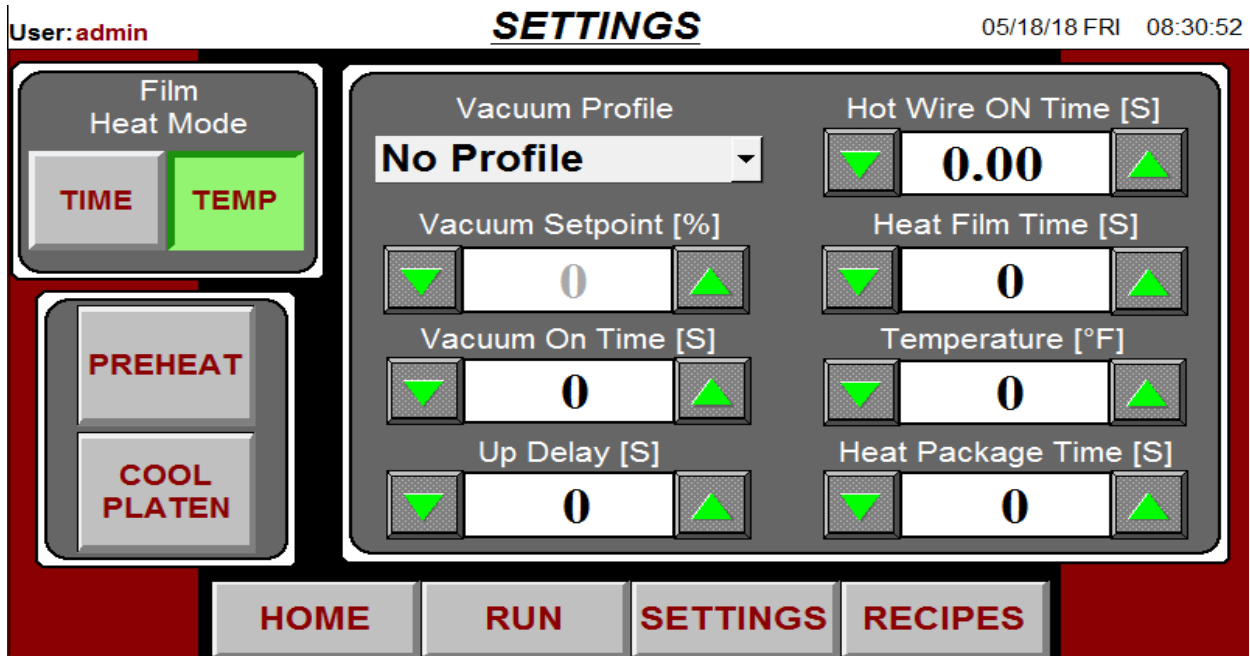 User: admin
SETTINGS
05/18/18 FRI 08:30:52
Film
Heat Mode
TIME
TEMP
PREHEAT
COOL
PLATEN
Vacuum Profile
No Profile
Vacuum Setpoint [%]
0
Vacuum On Time [S]
0
Up Delay [S]
0
Hot Wire ON Time [S]
0.00
Heat Film Time [S]
0
Temperature [°F]
0
Heat Package Time [S]
0
HOME
RUN
SETTINGS
RECIPES